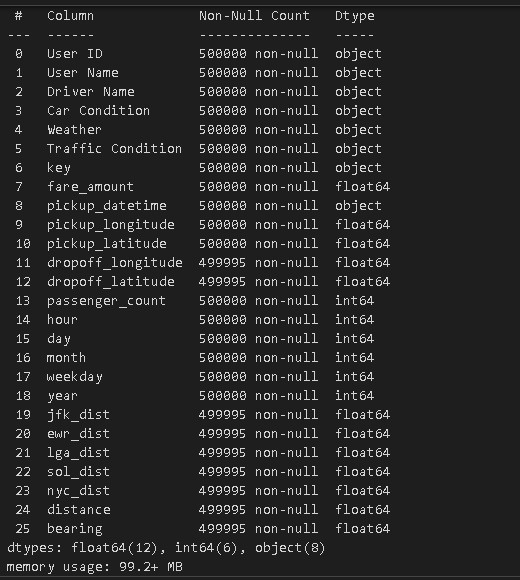 #   Column             Non-Null Count   Dtype
---  ------             --------------   -----
 0   User ID            500000 non-null  object
 1   User Name          500000 non-null  object
 2   Driver Name        500000 non-null  object
 3   Car Condition      500000 non-null  object
 4   Weather            500000 non-null  object
 5   Traffic Condition  500000 non-null  object
 6   key                500000 non-null  object
 7   fare_amount        500000 non-null  float64
 8   pickup_datetime    500000 non-null  object
 9   pickup_longitude   500000 non-null  float64
 10  pickup_latitude    500000 non-null  float64
 11  dropoff_longitude  499995 non-null  float64
 12  dropoff_latitude   499995 non-null  float64
 13  passenger_count    500000 non-null  int64
 14  hour               500000 non-null  int64
 15  day                500000 non-null  int64
 16  month              500000 non-null  int64
 17  weekday            500000 non-null  int64
 18  year               500000 non-null  int64
 19  jfk_dist           499995 non-null  float64
 20  ewr_dist           499995 non-null  float64
 21  lga_dist           499995 non-null  float64
 22  sol_dist           499995 non-null  float64
 23  nyc_dist           499995 non-null  float64
 24  distance           499995 non-null  float64
 25  bearing            499995 non-null  float64
dtypes: float64(12), int64(6), object(8)
memory usage: 99.2+ MB